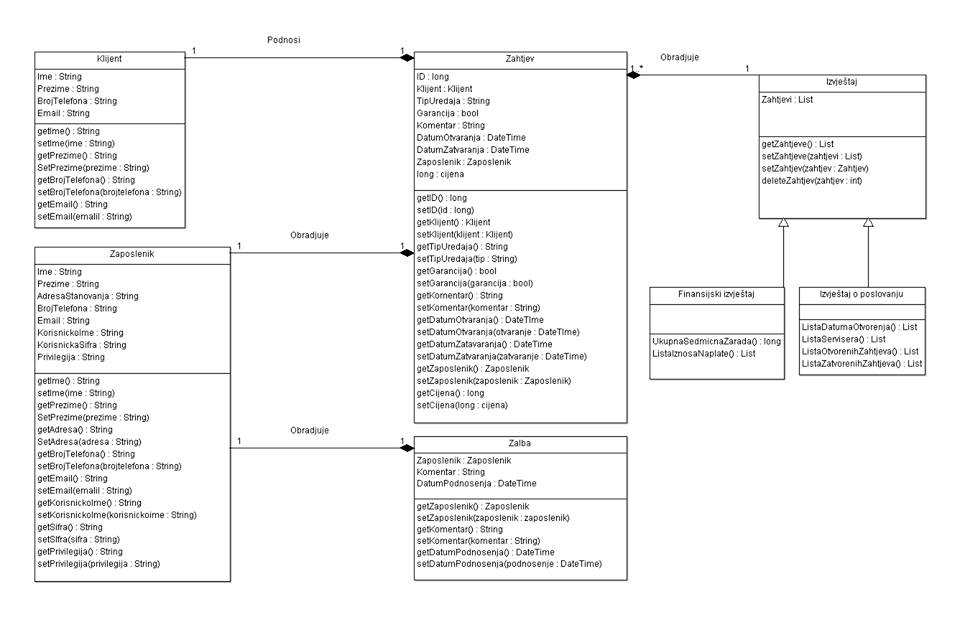 Podnosi
1
1
Klijent
Ime : String
Prezime : String
BrojTelefona : String
Email : String
getIme() : String
setIme(ime : String)
getPrezime() : String
SetPrezime(prezime : String)
getBrojTelefona() : String
setBrojTelefona(brojtelefona : String)
getEmail() : String
setEmail(emalil : String)
Zahtjev
ID : long
Klijent : Klijent
TipUredaja : String
Garancija : bool
Komentar : String
DatumOtvaranja : DateTime
DatumZatvaranja : DateTime
Zaposlenik : Zaposlenik
long : cijena
getID() : long
setID(id : long)
getKlijent() : Klijent
setKlijent(klijent : Klijent)
getTipUredaja() : String
setTipUredaja(tip : String)
getGarancija() : bool
setGarancija(garancija : bool)
getKomentar() : String
setKomentar(komentar : String)
getDatumOtvaranja() : DateTIme
setDatumOtvaranja(otvaranje : DateTIme)
getDatumZatavaranja() : DateTime
setDatumZatvaranja(zatvaranje : DateTime)
getZaposlenik() : Zaposlenik
setZaposlenik(zaposlenik : Zaposlenik)
getCijena() : long
setCijena(long : cijena)
Obradjuje
1..*
1
Izvještaj
Zahtjevi : List
getZahtjeve() : List
setZahtjeve(zahtjevi : List)
setZahtjev(zahtjev : Zahtjev)
deleteZahtjev(zahtjev : int)
Finansijski izvještaj
UkupnaSedmicnaZarada() : long
ListaIznosaNaplate() : List
Izvještaj o poslovanju
ListaDatumaOtvorenja() : List
ListaServisera() : List
ListaOtvorenihZahtjeva() : List
ListaZatvorenihZahtjeva() : List
Obradjuje
1
1
Zaposlenik
Ime : String
Prezime : String
AdresaStanovanja : String
BrojTelefona : String
Email : String
KorisnickoIme : String
KorisnickaSifra : String
Privilegija : String
getIme() : String
setIme(ime : String)
getPrezime() : String
SetPrezime(prezime : String)
getAdresa() : String
SetAdresa(adresa : String)
getBrojTelefona() : String
setBrojTelefona(brojtelefona : String)
getEmail() : String
setEmail(emalil : String)
getKorisnickoIme() : String
setKorisnickoIme(korisnickoime : String)
getSifra() : String
setSIfra(sifra : String)
getPrivilegija() : String
setPrivilegija(privilegija : String)
Obradjuje
1
1
Zalba
Zaposlenik : Zaposlenik
Komentar : String
DatumPodnosenja : DateTime
getZaposlenik() : Zaposlenik
setZaposlenik(zaposlenik : zaposlenik)
getKomentar() : String
setKomentar(komentar : String)
getDatumPodnosenja() : DateTime
setDatumPodnosenja(podnosenje : DateTime)